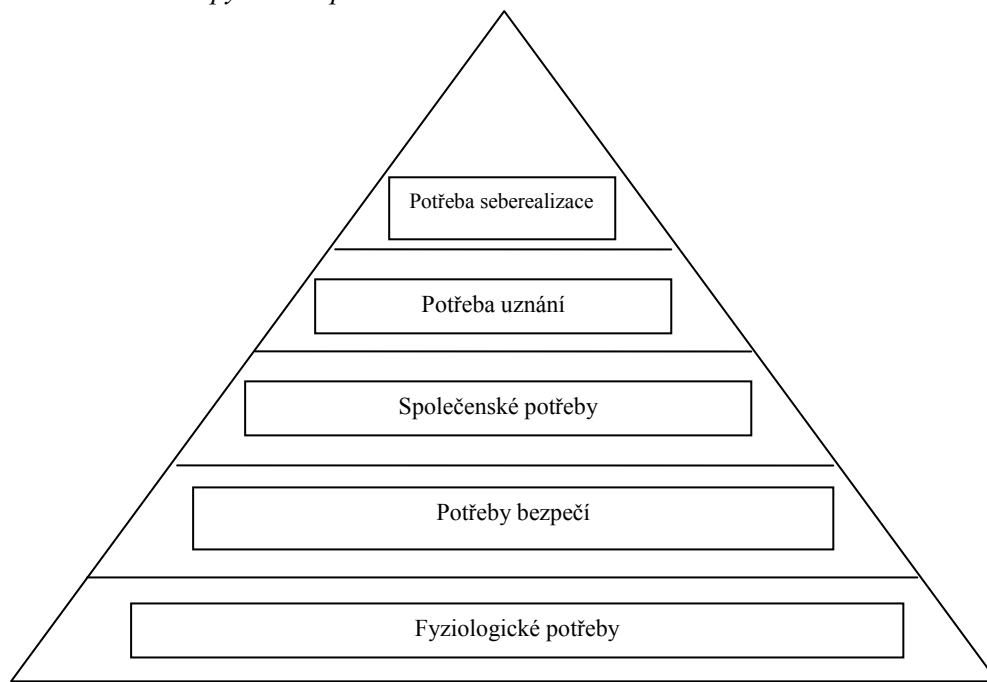 Potřeba seberealizace
Potřeba uznání
Společenské potřeby
Potřeby bezpečí
Fyziologické potřeby